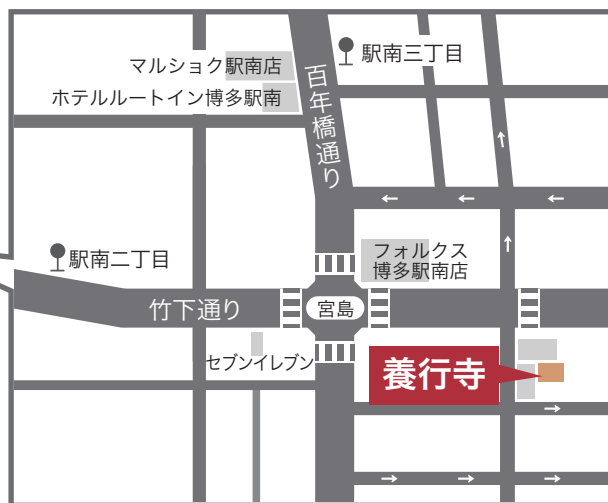 マルショク駅南店
ホテルルートイン博多駅南
百年橋通り
駅南三丁目
駅南二丁目
フォルクス
博多駅南店
竹下通り
宮島
セブンイレブン
養行寺